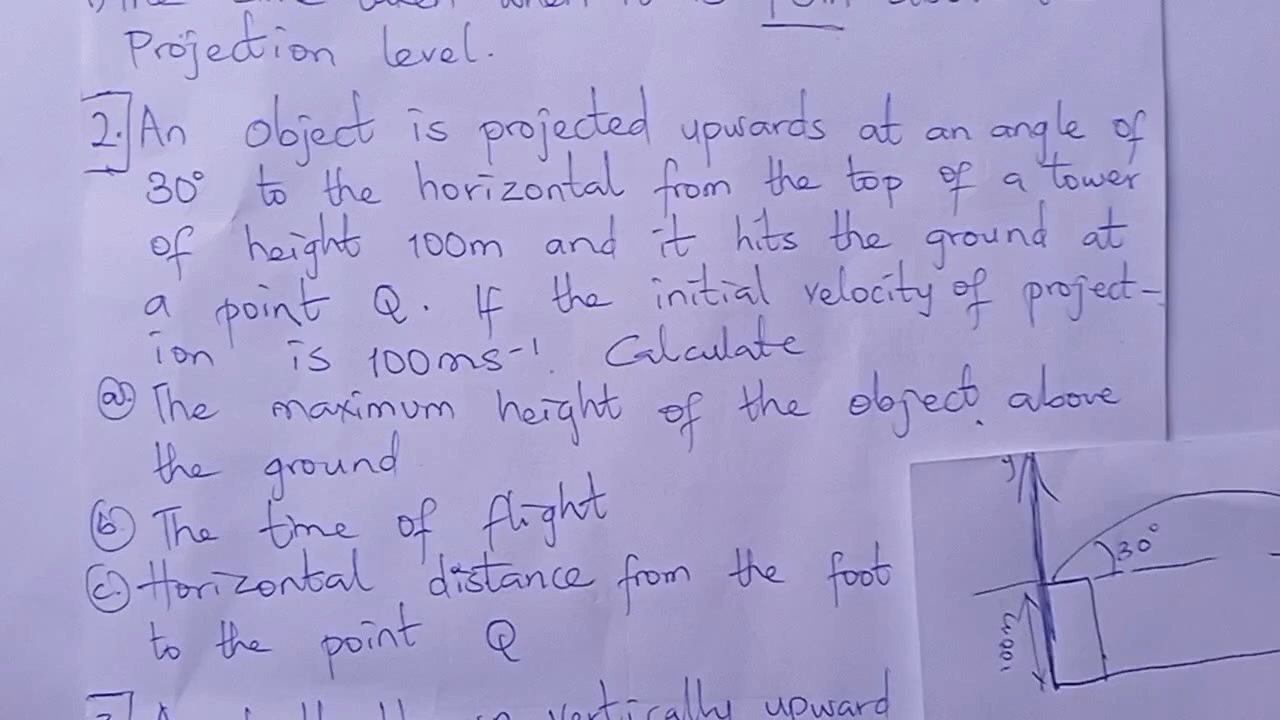 Projection level.
2. An object is projected upwards at an angle of
30° to the horizontal from the top of a tower
of height 100m and it hits the ground at
a point Q. If the initial velocity of project-
ion is 100ms⁻¹. Calculate
a. The maximum height of the object above
the ground
b. The time of flight
c. Horizontal distance from the foot
to the point Q
vertically upward
y
30°
100m